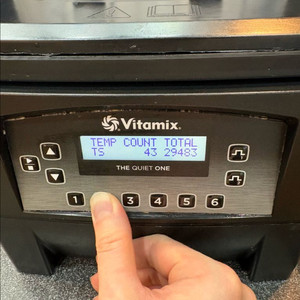 Vitamix.
TEMP COUNT TOTAL
TS 43 29483
THE QUIET ONE
1 3 4 5 6